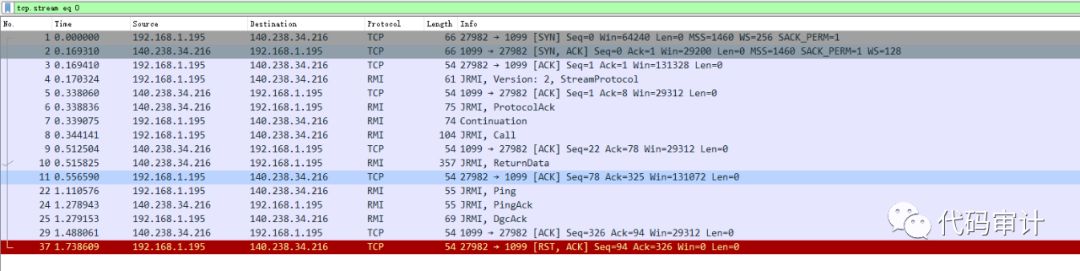 tcp.stream eq 0
No. Time Source Destination Protocol Length Info
1 0.000000 192.168.1.195 140.238.34.216 TCP 66 27982 → 1099 [SYN] Seq=0 Win=64240 Len=0 MSS=1460 WS=256 SACK_PERM=1
2 0.169310 140.238.34.216 192.168.1.195 TCP 66 1099 → 27982 [SYN, ACK] Seq=0 Ack=1 Win=29200 Len=0 MSS=1460 SACK_PERM=1 WS=128
3 0.169410 192.168.1.195 140.238.34.216 TCP 54 27982 → 1099 [ACK] Seq=1 Ack=1 Win=131328 Len=0
4 0.170324 192.168.1.195 140.238.34.216 RMI 61 JRMI, Version: 2, StreamProtocol
5 0.338060 140.238.34.216 192.168.1.195 TCP 54 1099 → 27982 [ACK] Seq=1 Ack=8 Win=29312 Len=0
6 0.338836 140.238.34.216 192.168.1.195 RMI 75 JRMI, ProtocolAck
7 0.339075 192.168.1.195 140.238.34.216 RMI 74 Continuation
8 0.344141 192.168.1.195 140.238.34.216 RMI 104 JRMI, Call
9 0.512504 140.238.34.216 192.168.1.195 TCP 54 1099 → 27982 [ACK] Seq=22 Ack=78 Win=29312 Len=0
10 0.515825 140.238.34.216 192.168.1.195 RMI 357 JRMI, ReturnData
11 0.556590 192.168.1.195 140.238.34.216 TCP 54 27982 → 1099 [ACK] Seq=78 Ack=325 Win=131072 Len=0
22 1.110576 192.168.1.195 140.238.34.216 RMI 55 JRMI, Ping
24 1.278943 140.238.34.216 192.168.1.195 RMI 55 JRMI, PingAck
25 1.279153 192.168.1.195 140.238.34.216 RMI 69 JRMI, DgcAck
29 1.488061 140.238.34.216 192.168.1.195 TCP 54 1099 → 27982 [ACK] Seq=326 Ack=94 Win=29312 Len=0
37 1.738609 192.168.1.195 140.238.34.216 TCP 54 27982 → 1099 [RST, ACK] Seq=94 Ack=326 Win=0 Len=0
代码审计